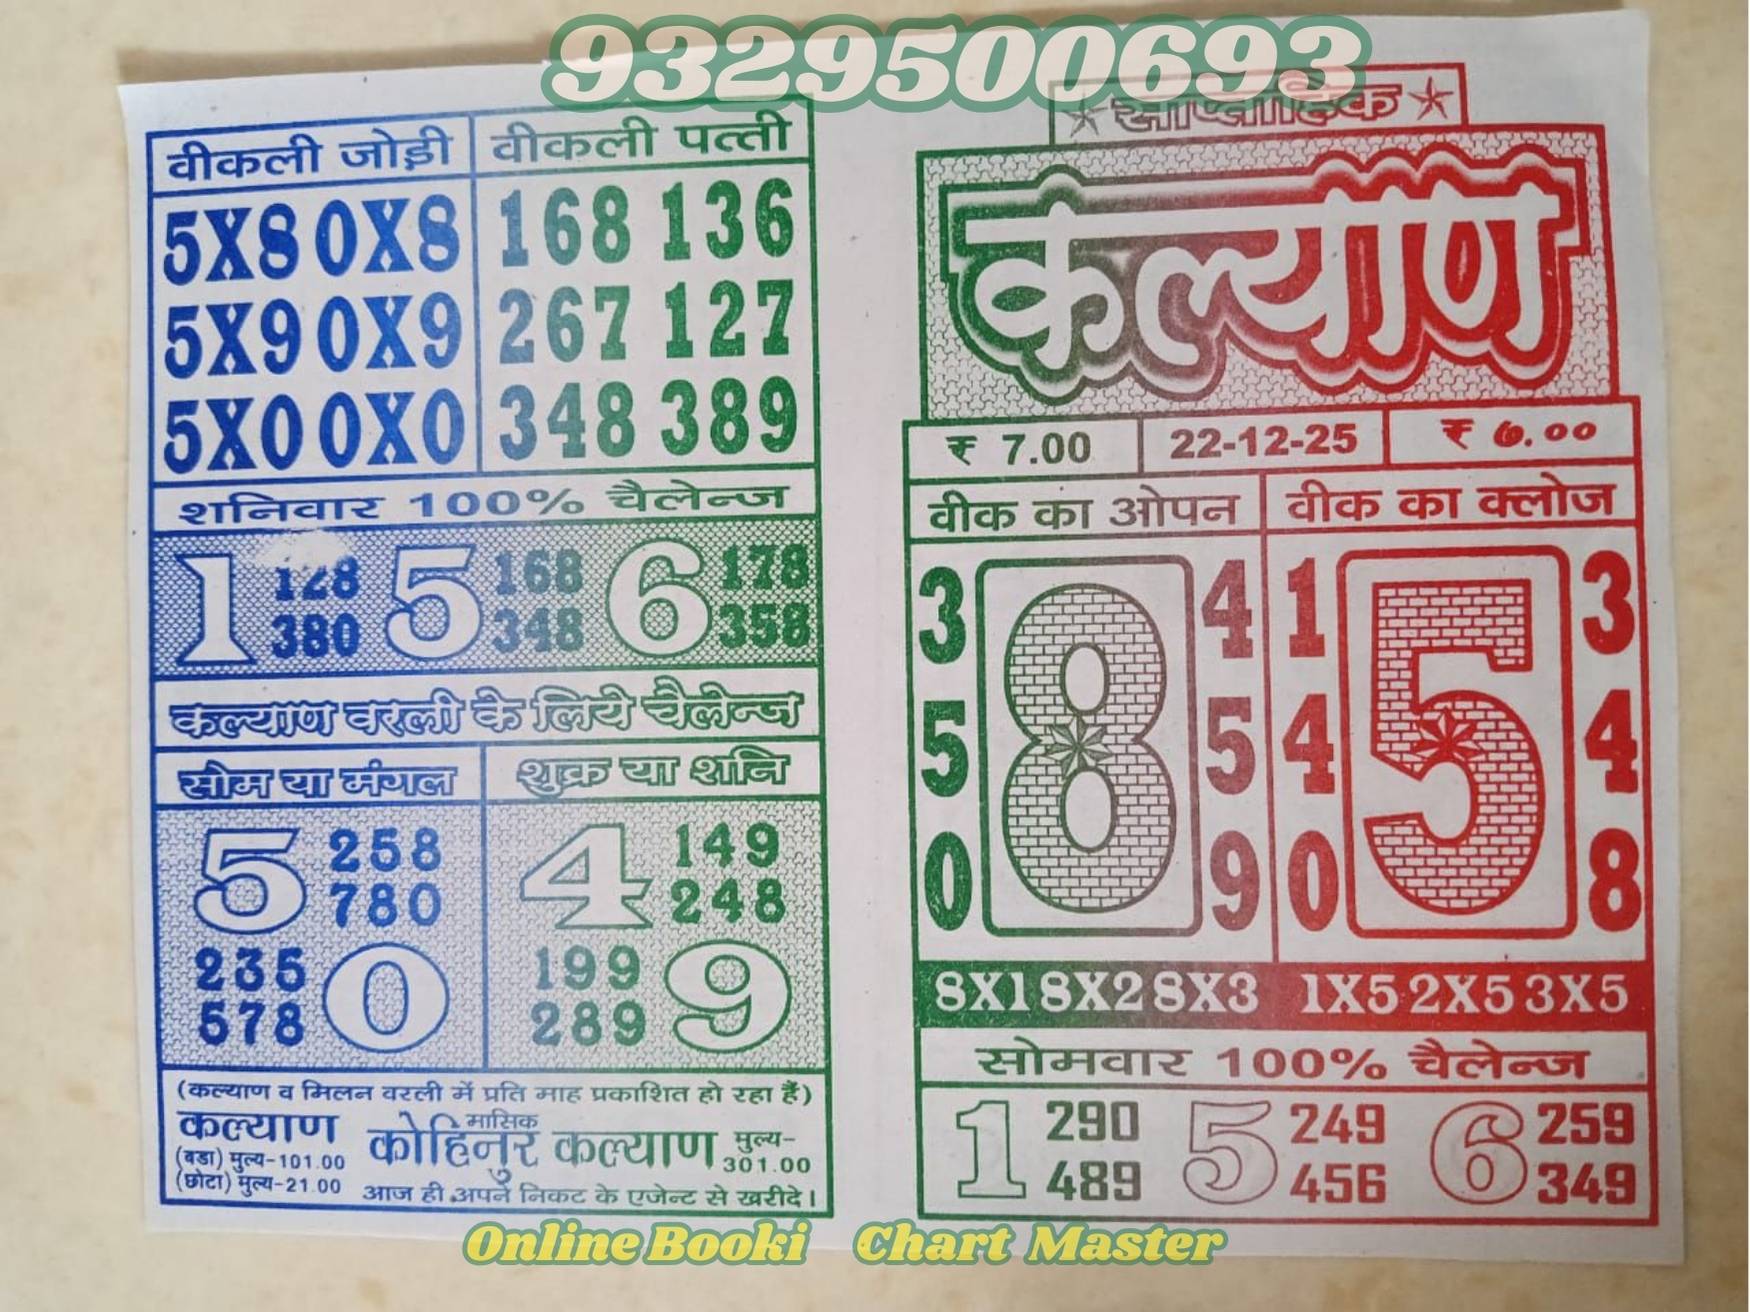 9329500693
वीकली जोड़ी
5X8 0X8
5X9 0X9
5X0 0X0
वीकली पत्ती
168 136
267 127
348 389
शनिवार 100% चैलेन्ज
1 128 380
5 168 348
6 178 358
कल्याण वरली के लिये चैलेन्ज
सोम या मंगल
5 258 780
235 578 0
शुक्र या शनि
4 149 248
199 289 9
(कल्याण व मिलन वरली में प्रति माह प्रकाशित हो रहा हैं)
कल्याण
(बडा) मुल्य-101.00
(छोटा) मुल्य-21.00
मासिक
कोहिनुर कल्याण मुल्य-301.00
आज ही अपने निकट के एजेन्ट से खरीदे।
साप्ताहिक
कल्याण
₹ 7.00 22-12-25 ₹ ७.००
वीक का ओपन
3 4
5 8 5
0 9
वीक का क्लोज
1 3
4 5 4
0 8
8X1 8X2 8X3 1X5 2X5 3X5
सोमवार 100% चैलेन्ज
1 290 489
5 249 456
6 259 349
Online Booki Chart Master